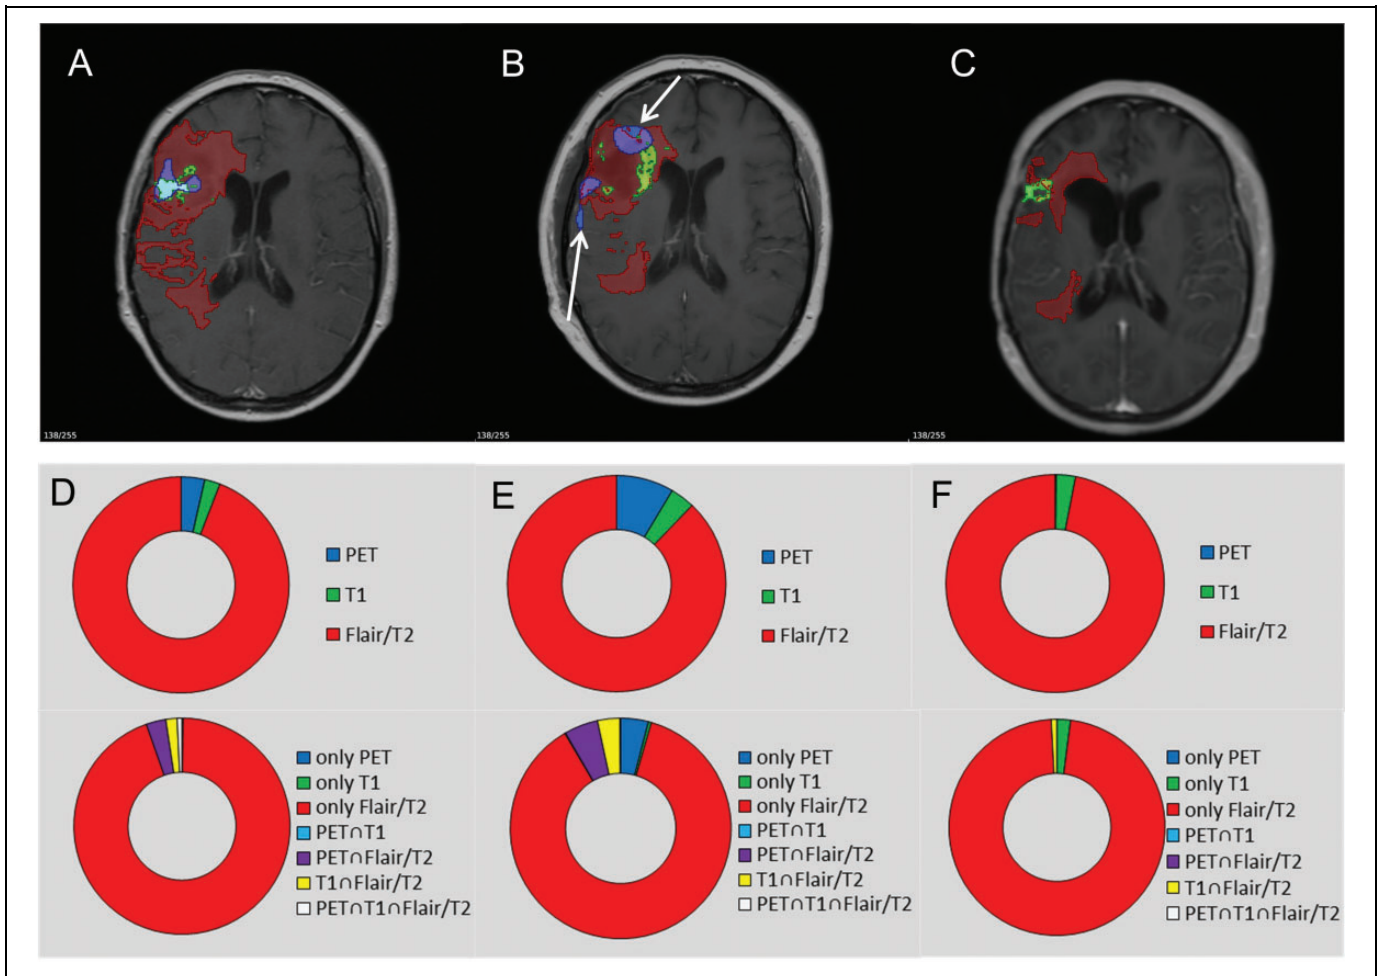 A
B
C
138/255
138/255
138/255
D
PET
T1
Flair/T2
E
PET
T1
Flair/T2
F
PET
T1
Flair/T2
only PET
only T1
only Flair/T2
PET∩T1
PET∩Flair/T2
T1∩Flair/T2
PET∩T1∩Flair/T2
only PET
only T1
only Flair/T2
PET∩T1
PET∩Flair/T2
T1∩Flair/T2
PET∩T1∩Flair/T2
only PET
only T1
only Flair/T2
PET∩T1
PET∩Flair/T2
T1∩Flair/T2
PET∩T1∩Flair/T2